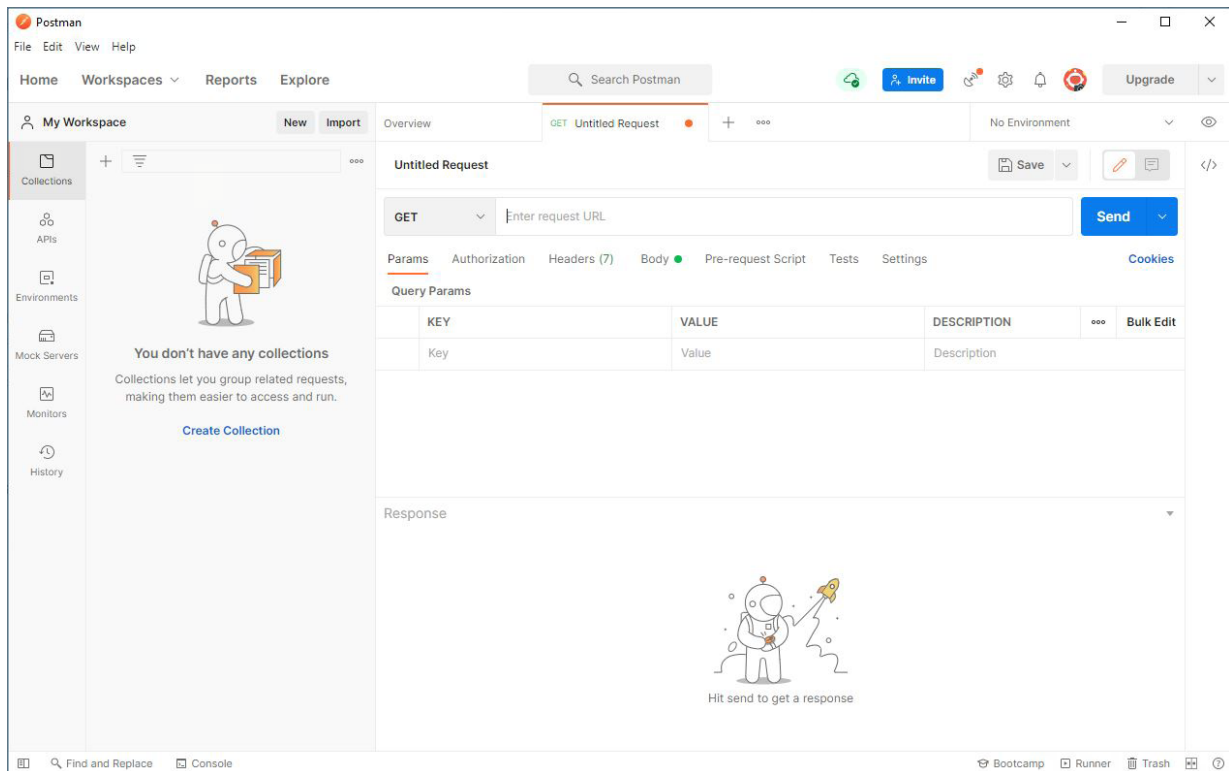 Postman
File Edit View Help
Home Workspaces Reports Explore
Search Postman
Invite
Upgrade
My Workspace
New Import
Overview
GET Untitled Request
No Environment
Collections
APIs
Environments
Mock Servers
Monitors
History
You don't have any collections
Collections let you group related requests,
making them easier to access and run.
Create Collection
Untitled Request
Save
GET
Enter request URL
Send
Params Authorization Headers (7) Body Pre-request Script Tests Settings
Cookies
Query Params
KEY VALUE DESCRIPTION Bulk Edit
Key Value Description
Response
Hit send to get a response
Find and Replace Console
Bootcamp Runner Trash